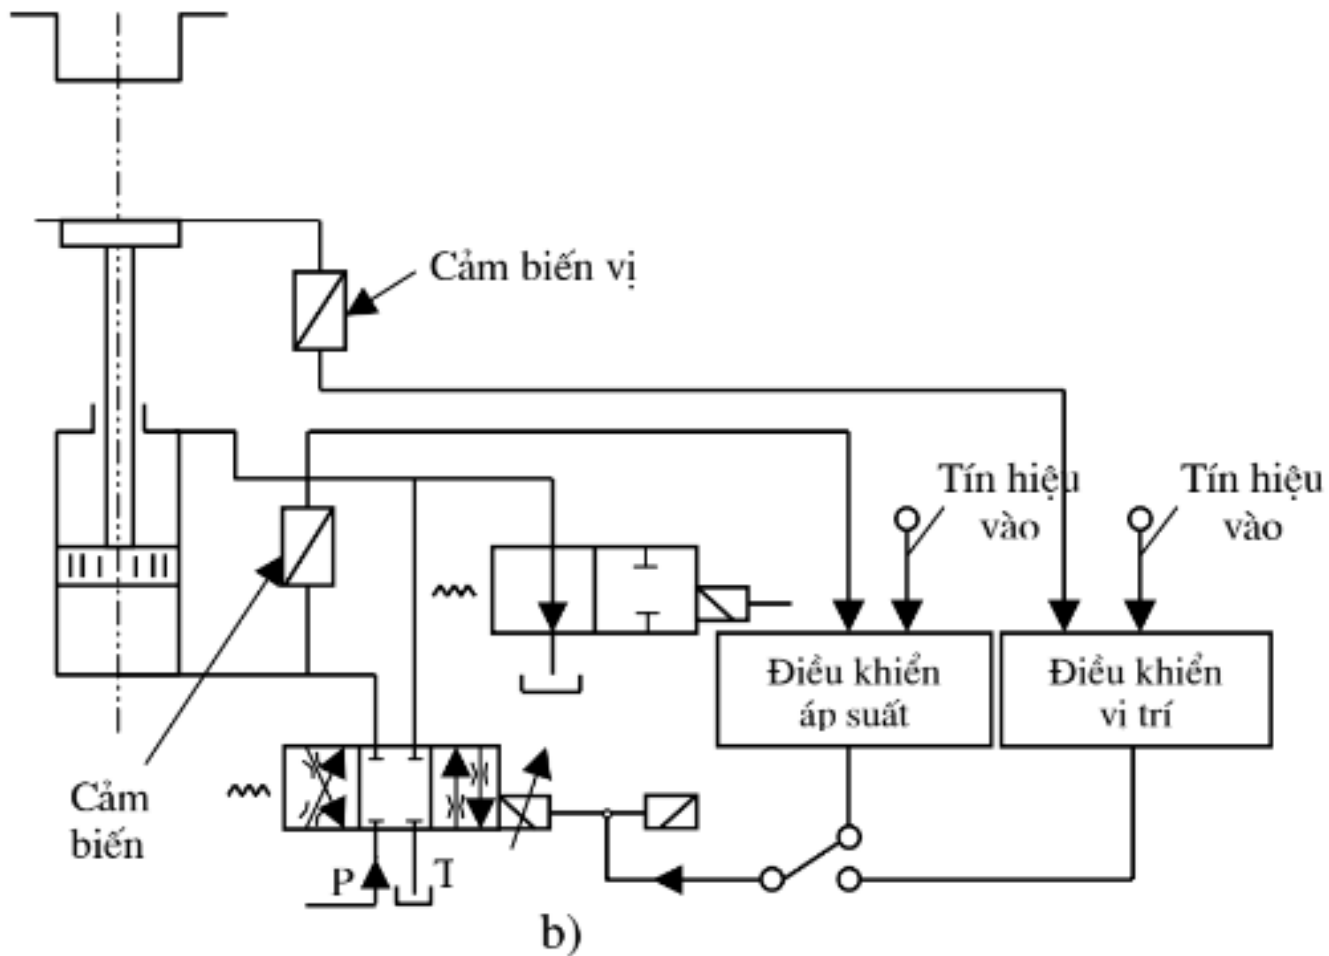 Cảm biến vị
Tín hiệu
vào
Tín hiệu
vào
Điều khiển
áp suất
Điều khiển
vị trí
Cảm
biến
P
T
b)